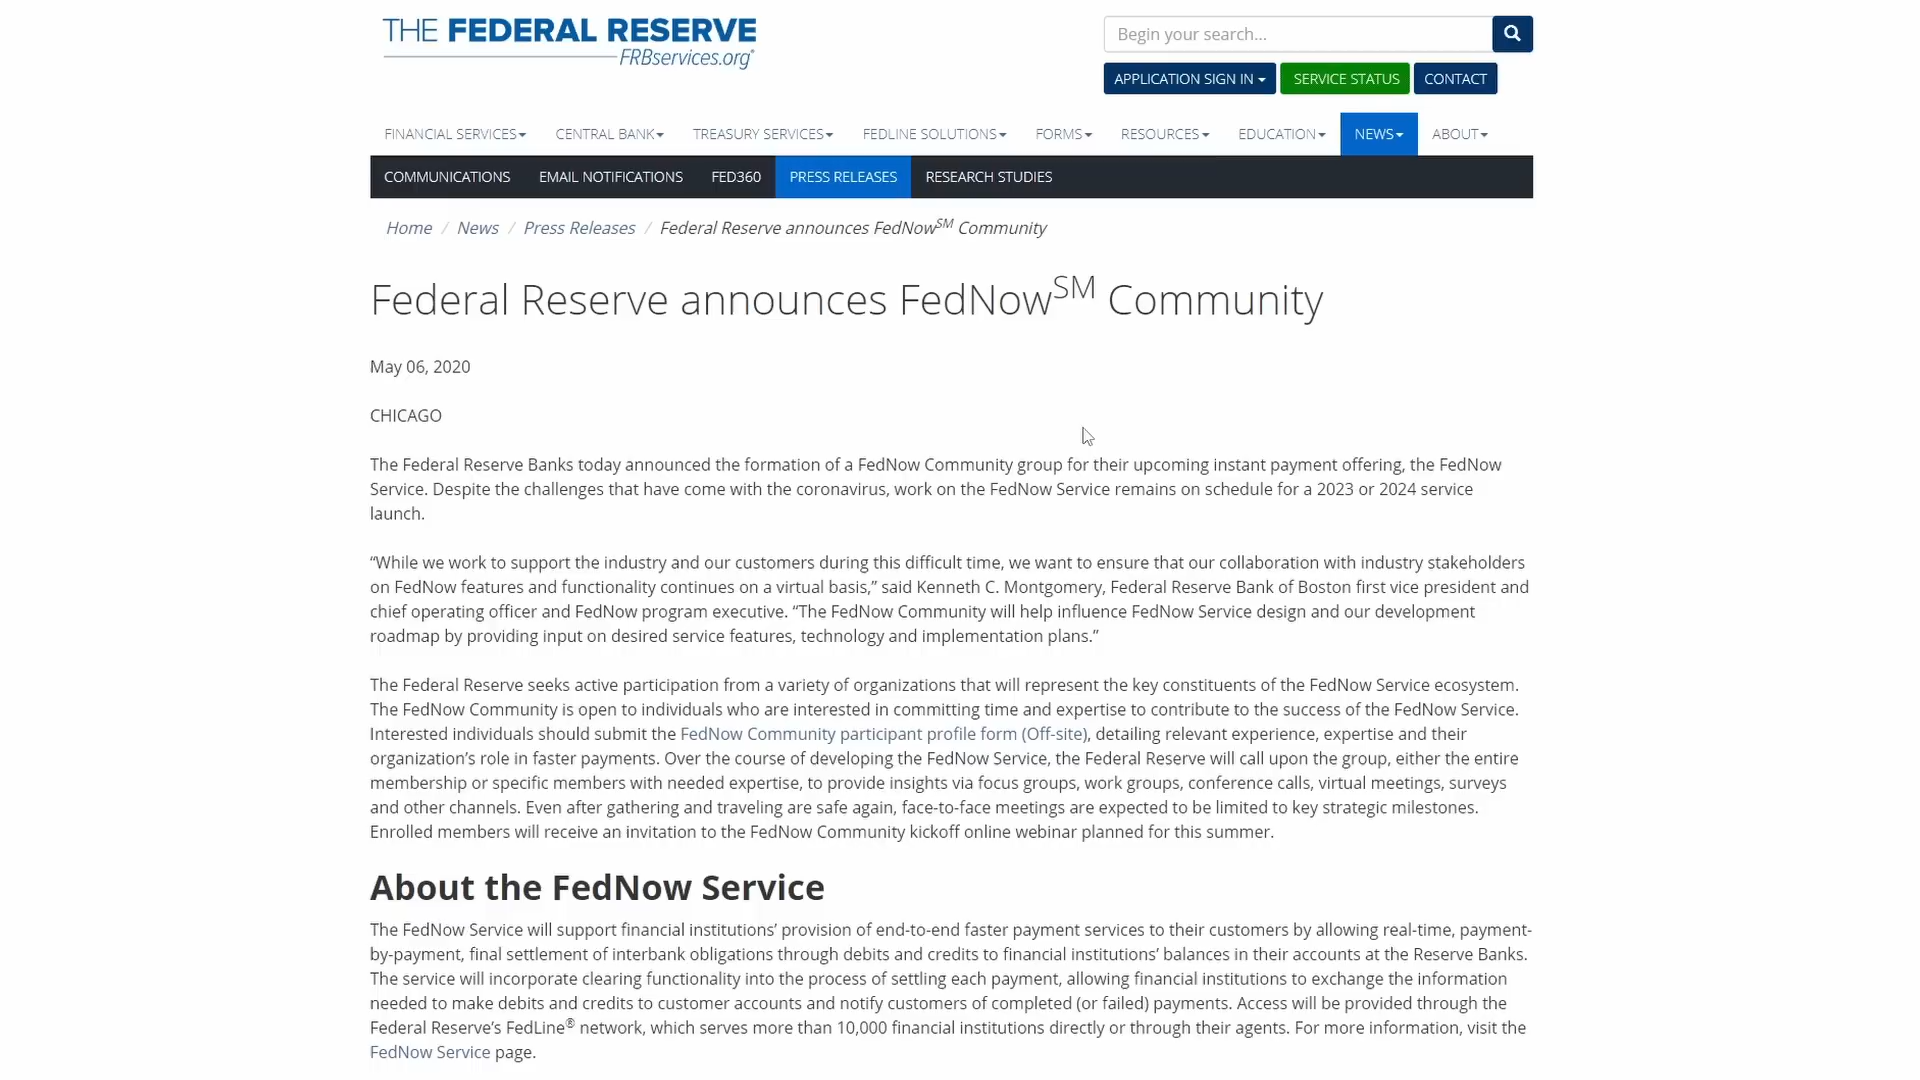 THE FEDERAL RESERVE
FRBservices.org®
Begin your search...
APPLICATION SIGN IN SERVICE STATUS CONTACT
FINANCIAL SERVICES CENTRAL BANK TREASURY SERVICES FEDLINE SOLUTIONS FORMS RESOURCES EDUCATION NEWS ABOUT
COMMUNICATIONS EMAIL NOTIFICATIONS FED360 PRESS RELEASES RESEARCH STUDIES
Home / News / Press Releases / Federal Reserve announces FedNowSM Community
Federal Reserve announces FedNowSM Community
May 06, 2020
CHICAGO
The Federal Reserve Banks today announced the formation of a FedNow Community group for their upcoming instant payment offering, the FedNow
Service. Despite the challenges that have come with the coronavirus, work on the FedNow Service remains on schedule for a 2023 or 2024 service
launch.
“While we work to support the industry and our customers during this difficult time, we want to ensure that our collaboration with industry stakeholders
on FedNow features and functionality continues on a virtual basis,” said Kenneth C. Montgomery, Federal Reserve Bank of Boston first vice president and
chief operating officer and FedNow program executive. “The FedNow Community will help influence FedNow Service design and our development
roadmap by providing input on desired service features, technology and implementation plans.”
The Federal Reserve seeks active participation from a variety of organizations that will represent the key constituents of the FedNow Service ecosystem.
The FedNow Community is open to individuals who are interested in committing time and expertise to contribute to the success of the FedNow Service.
Interested individuals should submit the FedNow Community participant profile form (Off-site), detailing relevant experience, expertise and their
organization’s role in faster payments. Over the course of developing the FedNow Service, the Federal Reserve will call upon the group, either the entire
membership or specific members with needed expertise, to provide insights via focus groups, work groups, conference calls, virtual meetings, surveys
and other channels. Even after gathering and traveling are safe again, face-to-face meetings are expected to be limited to key strategic milestones.
Enrolled members will receive an invitation to the FedNow Community kickoff online webinar planned for this summer.
About the FedNow Service
The FedNow Service will support financial institutions’ provision of end-to-end faster payment services to their customers by allowing real-time, payment-
by-payment, final settlement of interbank obligations through debits and credits to financial institutions’ balances in their accounts at the Reserve Banks.
The service will incorporate clearing functionality into the process of settling each payment, allowing financial institutions to exchange the information
needed to make debits and credits to customer accounts and notify customers of completed (or failed) payments. Access will be provided through the
Federal Reserve’s FedLine® network, which serves more than 10,000 financial institutions directly or through their agents. For more information, visit the
FedNow Service page.